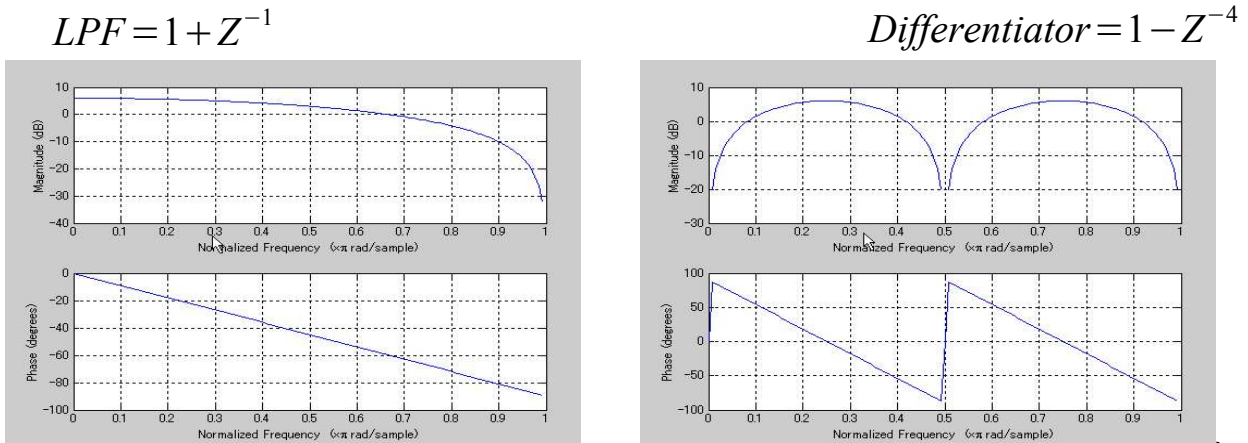 LPF=1+Z⁻¹
Differentiator=1−Z⁻⁴
10
0
−10
−20
−30
−40
Magnitude (dB)
0 0.1 0.2 0.3 0.4 0.5 0.6 0.7 0.8 0.9 1
Normalized Frequency (×π rad/sample)
0
−20
−40
−60
−80
−100
Phase (degrees)
0 0.1 0.2 0.3 0.4 0.5 0.6 0.7 0.8 0.9 1
Normalized Frequency (×π rad/sample)
10
0
−10
−20
−30
Magnitude (dB)
0 0.1 0.2 0.3 0.4 0.5 0.6 0.7 0.8 0.9 1
Normalized Frequency (×π rad/sample)
100
50
0
−50
−100
Phase (degrees)
0 0.1 0.2 0.3 0.4 0.5 0.6 0.7 0.8 0.9 1
Normalized Frequency (×π rad/sample)